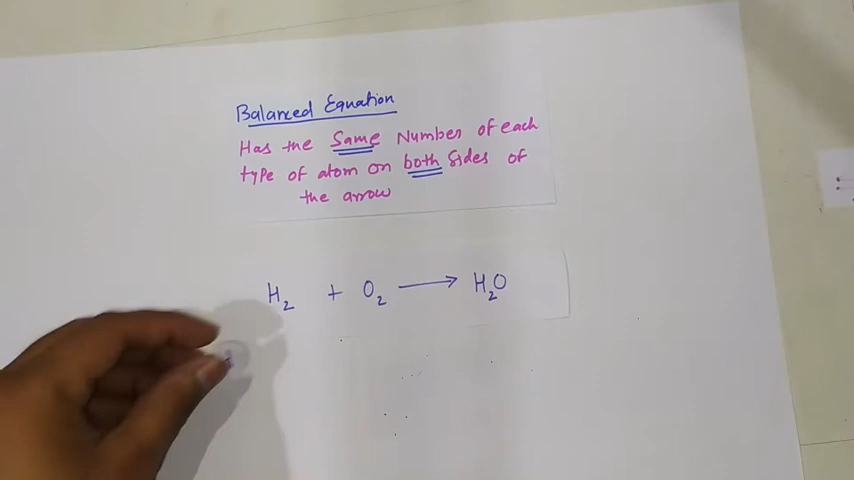 Balanced Equation
Has the Same Number of each
type of atom on both sides of
the arrow
H₂ + O₂ ⟶ H₂O